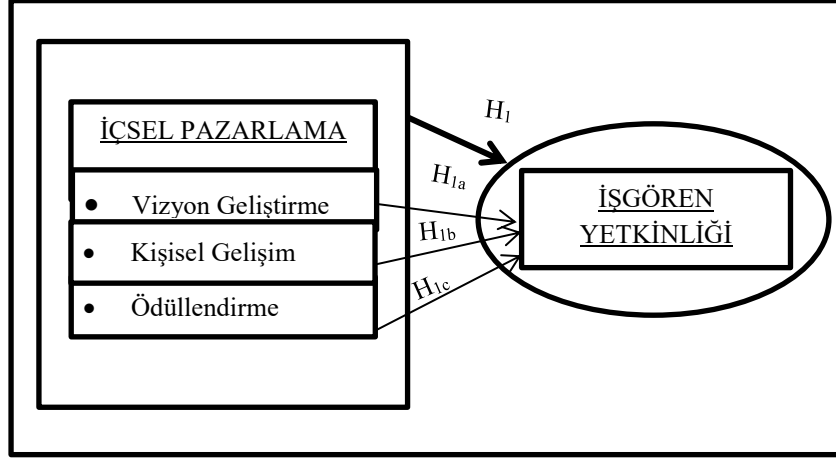 İÇSEL PAZARLAMA
• Vizyon Geliştirme
• Kişisel Gelişim
• Ödüllendirme
H1
H1a
H1b
H1c
İŞGÖREN
YETKİNLİĞİ